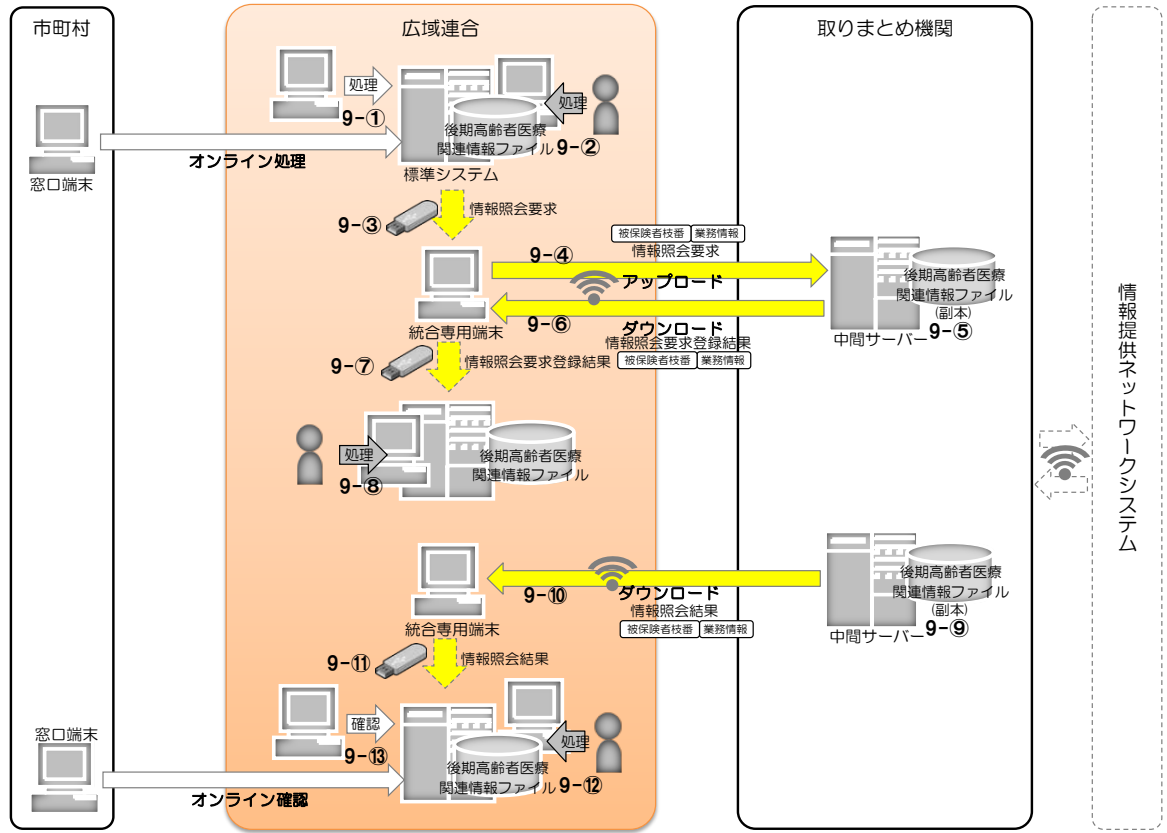 市町村
広域連合
取りまとめ機関
処理
9-①
処理
後期高齢者医療
関連情報ファイル
9-②
標準システム
窓口端末
オンライン処理
9-③
情報照会要求
被保険者枝番
業務情報
情報照会要求
9-④
アップロード
後期高齢者医療
関連情報ファイル
(副本)
9-⑤
中間サーバー
統合専用端末
9-⑥
ダウンロード
情報照会要求登録結果
被保険者枝番
業務情報
9-⑦
情報照会要求登録結果
処理
9-⑧
後期高齢者医療
関連情報ファイル
情報提供ネットワークシステム
後期高齢者医療
関連情報ファイル
(副本)
9-⑨
中間サーバー
9-⑩
ダウンロード
情報照会結果
被保険者枝番
業務情報
統合専用端末
9-⑪
情報照会結果
確認
9-⑬
処理
後期高齢者医療
関連情報ファイル
9-⑫
窓口端末
オンライン確認